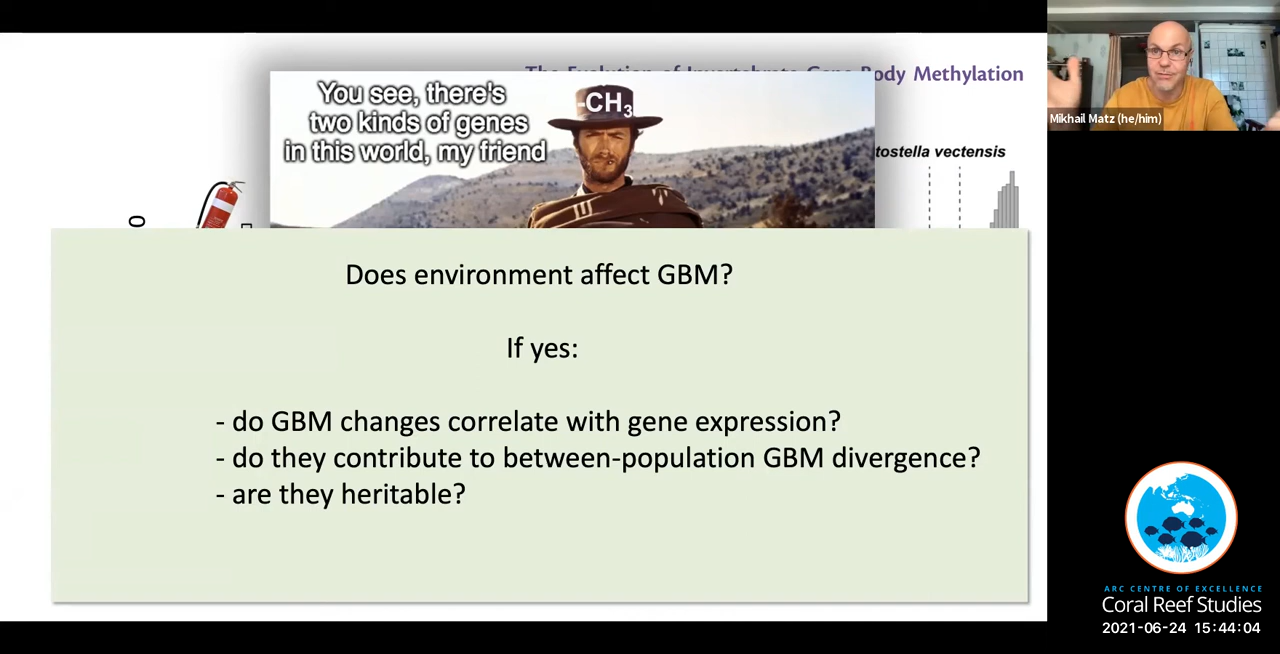 The Evolution of Invertebrate Gene Body Methylation
You see, there's
two kinds of genes
in this world, my friend
-CH3
tostella vectensis
Does environment affect GBM?
If yes:
- do GBM changes correlate with gene expression?
- do they contribute to between-population GBM divergence?
- are they heritable?
Mikhail Matz (he/him)
ARC CENTRE OF EXCELLENCE
Coral Reef Studies
2021-06-24 15:44:04